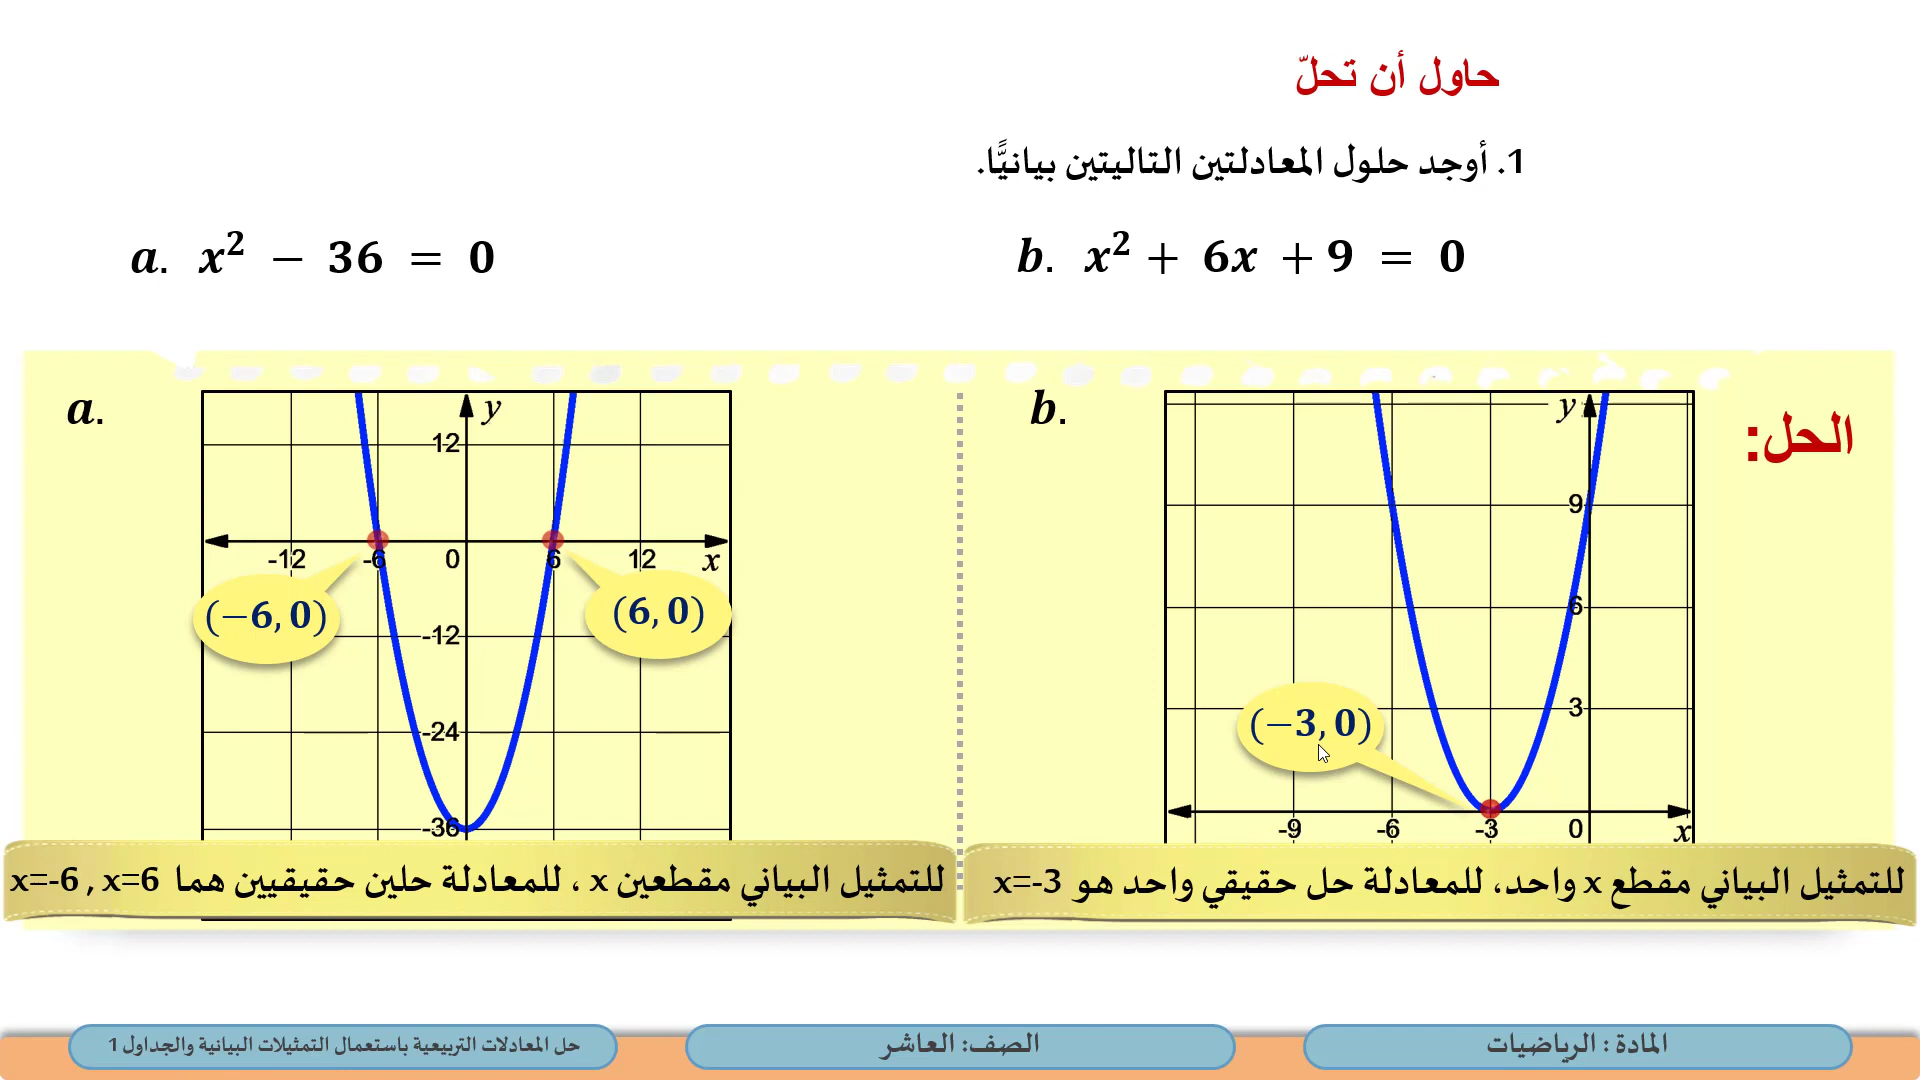 حاول أن تحلّ
1. أوجد حلول المعادلتين التاليتين بيانيًّا.
a. x² − 36 = 0
b. x² + 6x + 9 = 0
الحل:
a.
y
12
-12 -6 0 6 12 x
(−6,0)
(6,0)
-12
-24
-36
b.
y
9
6
3
(−3,0)
-9 -6 -3 0 x
للتمثيل البياني مقطع x واحد، للمعادلة حل حقيقي واحد هو x=-3
للتمثيل البياني مقطعين x ، للمعادلة حلين حقيقيين هما x=-6 , x=6
المادة : الرياضيات
الصف: العاشر
حل المعادلات التربيعية باستعمال التمثيلات البيانية والجداول 1